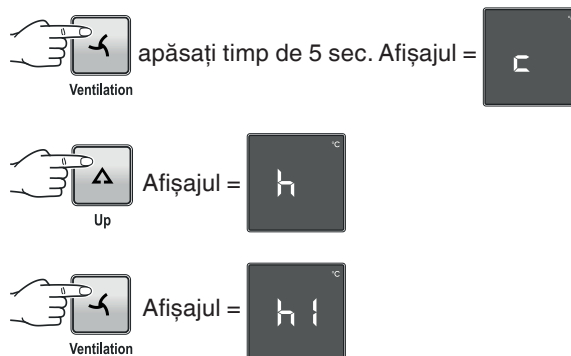 apăsați timp de 5 sec. Afișajul =
°
c
Ventilation
Afișajul =
°C
h
Up
Afișajul =
°C
h1
Ventilation